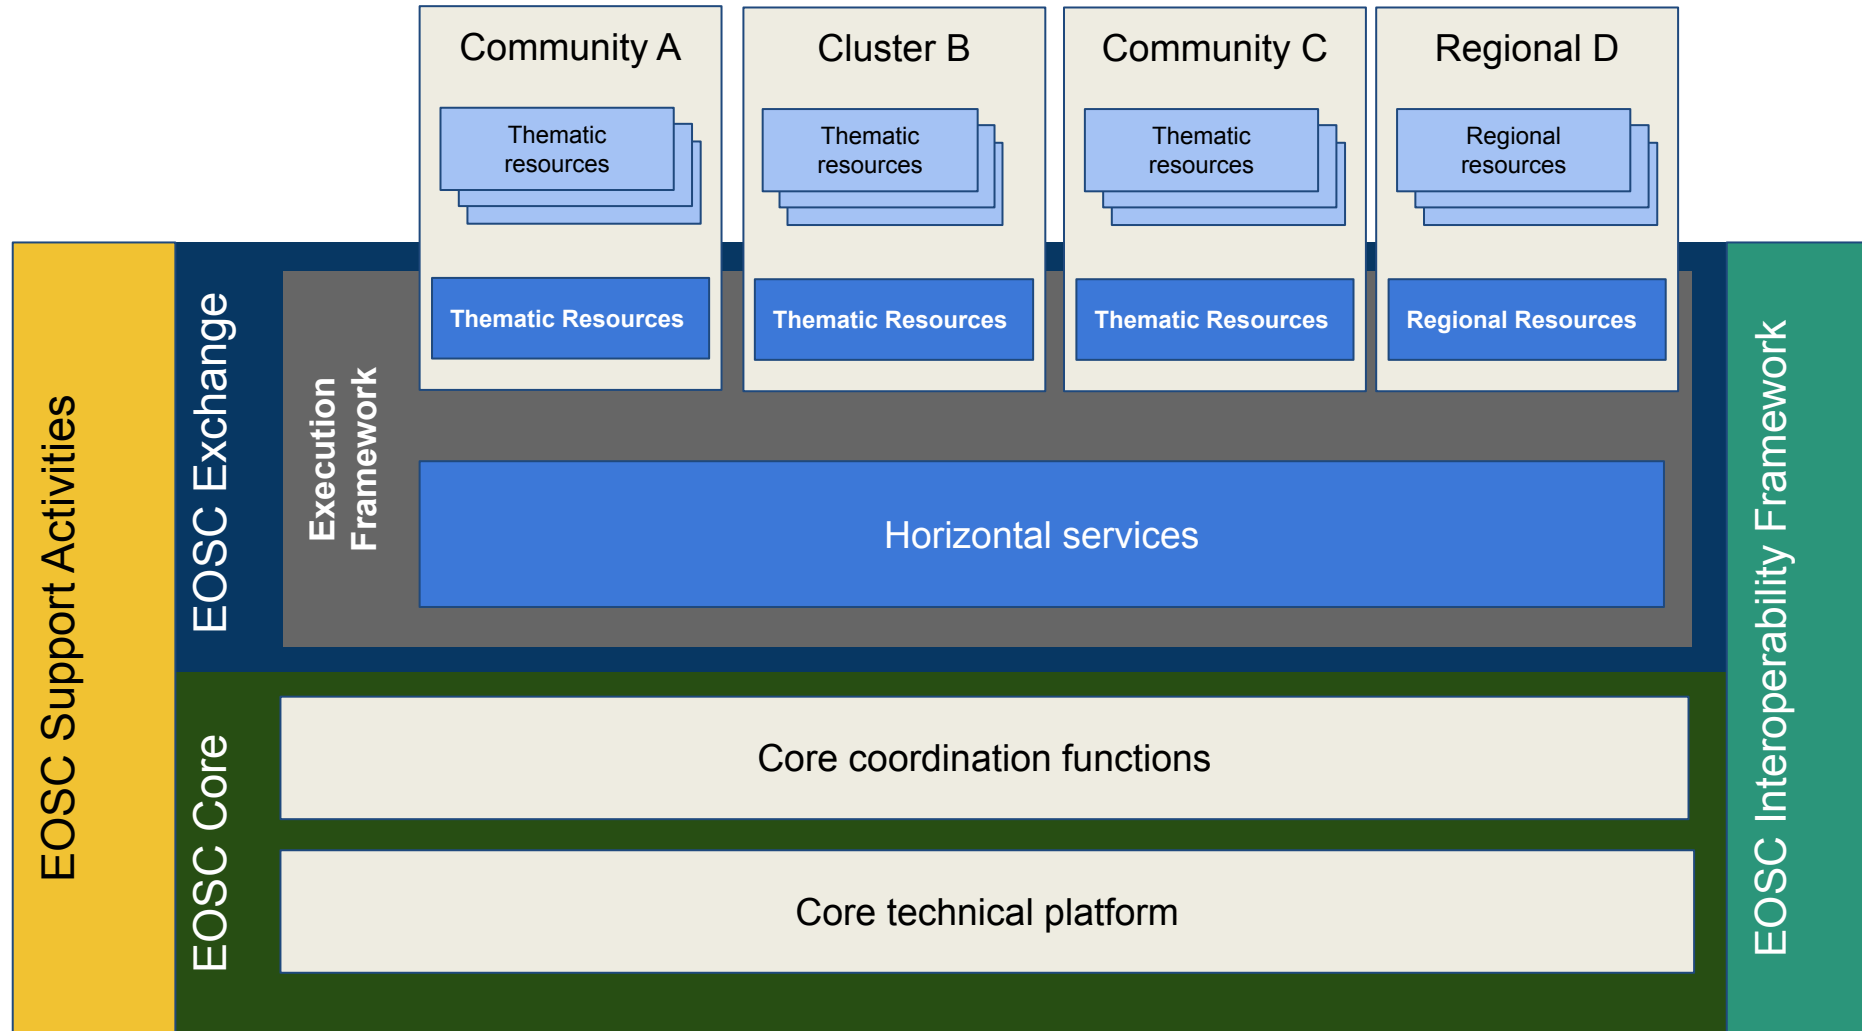 Community A
Cluster B
Community C
Regional D
Thematic
resources
Thematic
resources
Thematic
resources
Regional
resources
Thematic Resources
Thematic Resources
Thematic Resources
Regional Resources
EOSC Support Activities
EOSC Exchange
Execution
Framework
Horizontal services
EOSC Core
Core coordination functions
Core technical platform
EOSC Interoperability Framework